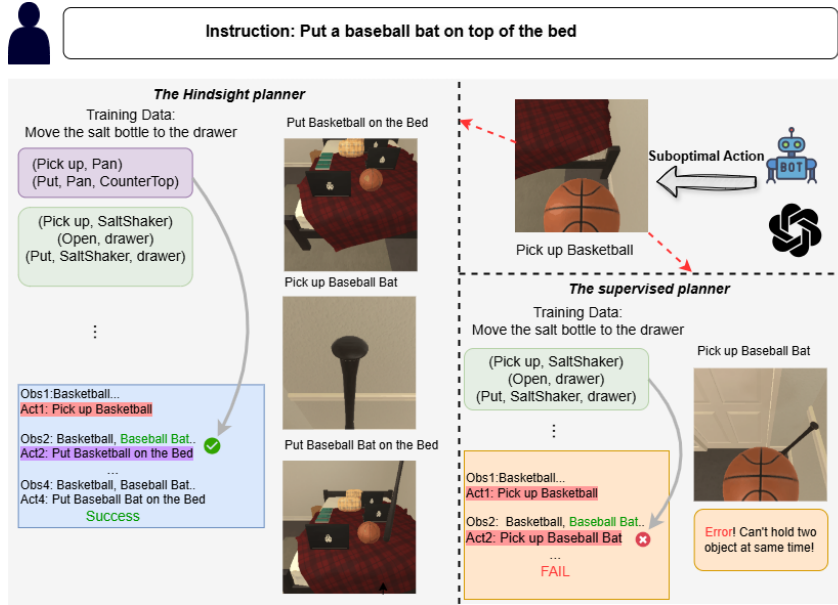 Instruction: Put a baseball bat on top of the bed
The Hindsight planner
Training Data:
Move the salt bottle to the drawer
(Pick up, Pan)
(Put, Pan, CounterTop)
(Pick up, SaltShaker)
(Open, drawer)
(Put, SaltShaker, drawer)
...
Obs1:Basketball...
Act1: Pick up Basketball
Obs2: Basketball, Baseball Bat..
Act2: Put Basketball on the Bed
...
Obs4: Basketball, Baseball Bat..
Act4: Put Baseball Bat on the Bed
Success
Put Basketball on the Bed
Pick up Baseball Bat
Put Baseball Bat on the Bed
Suboptimal Action
BOT
Pick up Basketball
The supervised planner
Training Data:
Move the salt bottle to the drawer
(Pick up, SaltShaker)
(Open, drawer)
(Put, SaltShaker, drawer)
...
Obs1:Basketball...
Act1: Pick up Basketball
Obs2: Basketball, Baseball Bat..
Act2: Pick up Baseball Bat
...
FAIL
Pick up Baseball Bat
Error! Can't hold two
object at same time!